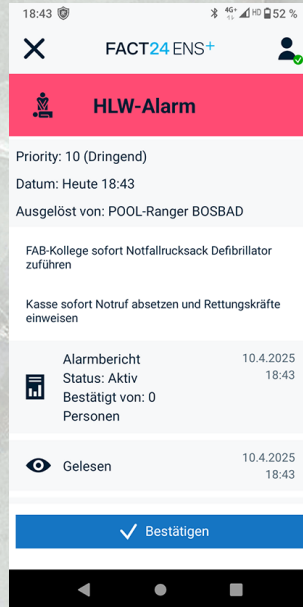 18:43 4G+ HD 52 %
FACT24 ENS+
HLW-Alarm
Priority: 10 (Dringend)
Datum: Heute 18:43
Ausgelöst von: POOL-Ranger BOSBAD
FAB-Kollege sofort Notfallrucksack Defibrillator
zuführen
Kasse sofort Notruf absetzen und Rettungskräfte
einweisen
Alarmbericht 10.4.2025
Status: Aktiv 18:43
Bestätigt von: 0
Personen
Gelesen 10.4.2025
18:43
Bestätigen